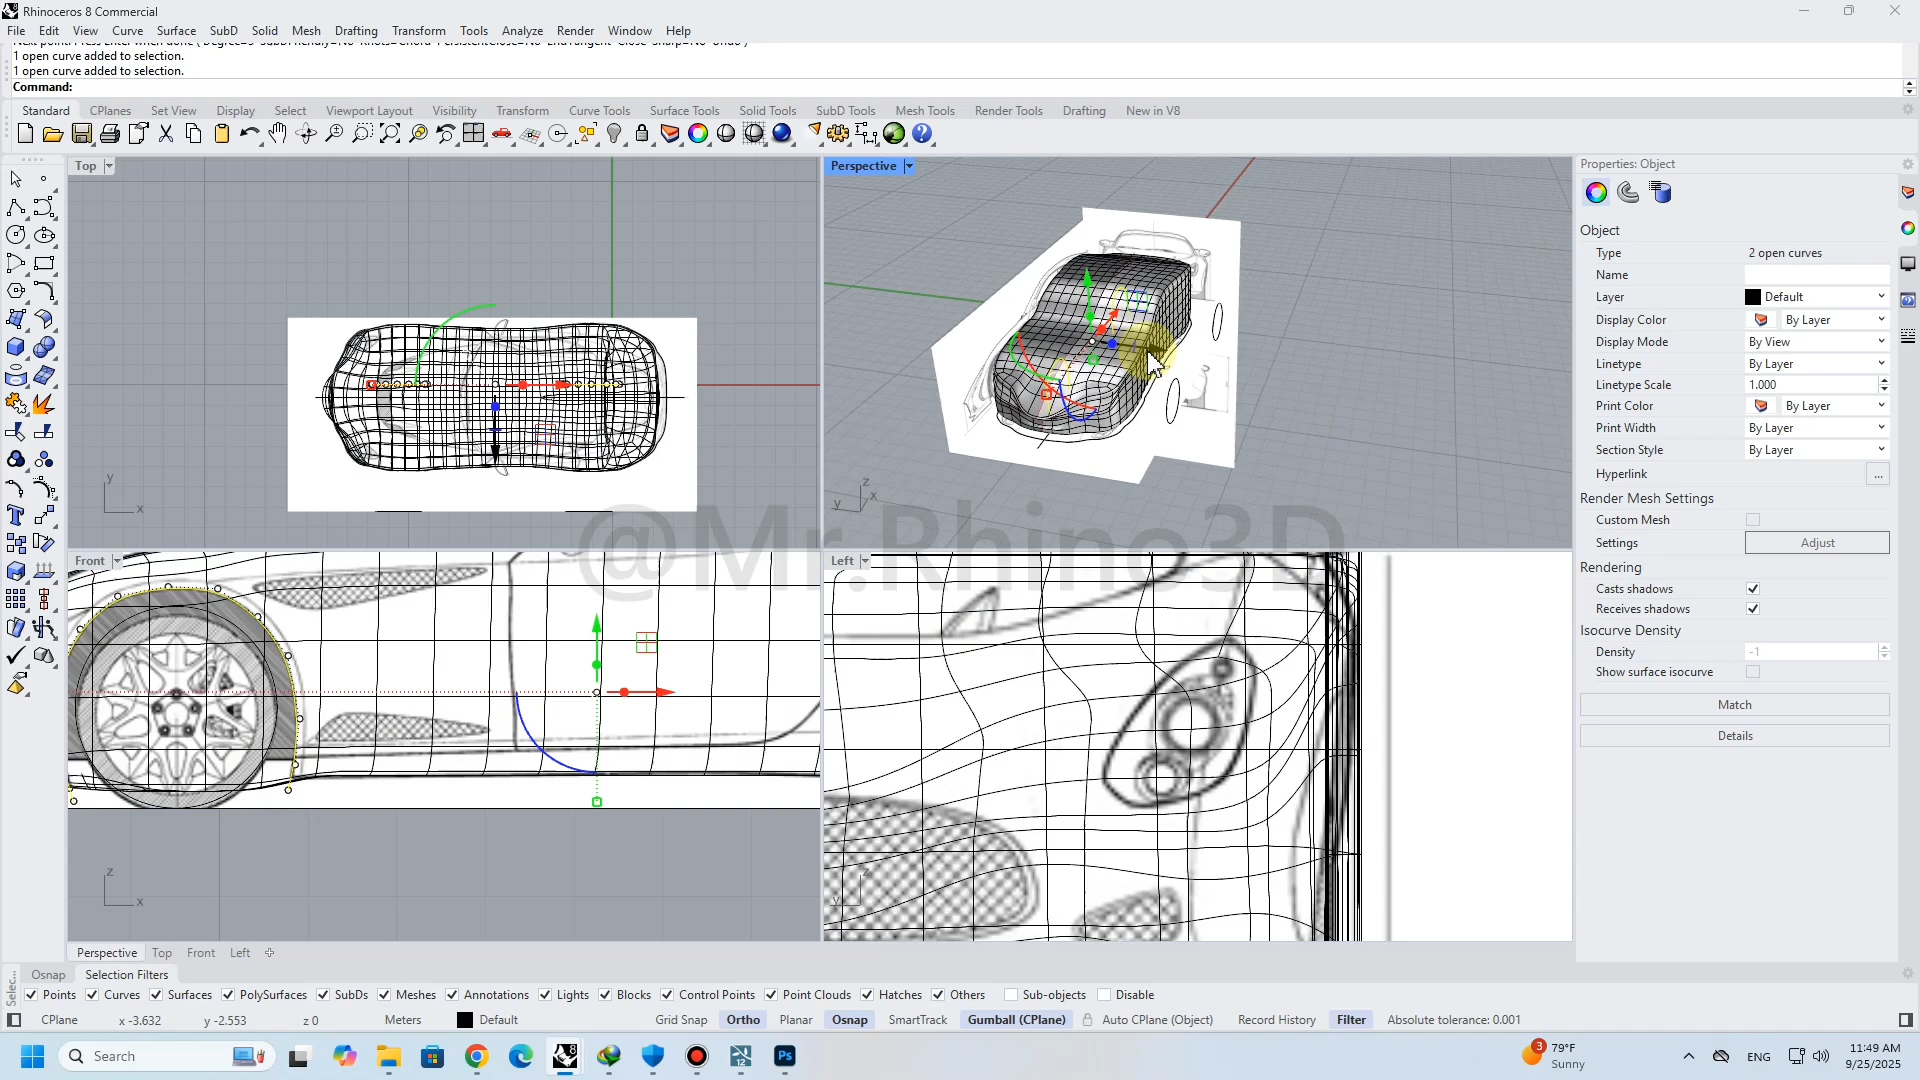 Rhinoceros 8 Commercial
File Edit View Curve Surface SubD Solid Mesh Drafting Transform Tools Analyze Render Window Help
1 open curve added to selection.
1 open curve added to selection.
Command:
Standard CPlanes Set View Display Select Viewport Layout Visibility Transform Curve Tools Surface Tools Solid Tools SubD Tools Mesh Tools Render Tools Drafting New in V8
Top
Perspective
Properties: Object
Object
Type 2 open curves
Name
Layer Default
Display Color By Layer
Display Mode By View
Linetype By Layer
Linetype Scale 1.000
Print Color By Layer
Print Width By Layer
Section Style By Layer
Hyperlink ...
Render Mesh Settings
Custom Mesh
Settings Adjust
Rendering
Casts shadows
Receives shadows
Isocurve Density
Density -1
Show surface isocurve
Match
Details
y
x
z
x
y
@Mr.Rhino3D
Front
Left
z
x
z
y
Perspective Top Front Left
Osnap Selection Filters
Selec...
Points Curves Surfaces PolySurfaces SubDs Meshes Annotations Lights Blocks Control Points Point Clouds Hatches Others Sub-objects Disable
CPlane x -3.632 y -2.553 z 0 Meters Default Grid Snap Ortho Planar Osnap SmartTrack Gumball (CPlane) Auto CPlane (Object) Record History Filter Absolute tolerance: 0.001
Search
8
12
Ps
3
79°F
Sunny
ENG
11:49 AM
9/25/2025